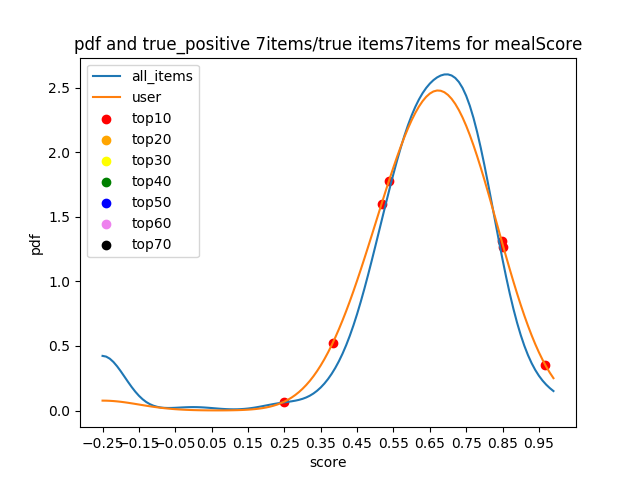 pdf and true_positive 7items/true items7items for mealScore
all_items
user
top10
top20
top30
top40
top50
top60
top70
pdf
2.5
2.0
1.5
1.0
0.5
0.0
−0.25 −0.15 −0.05 0.05 0.15 0.25 0.35 0.45 0.55 0.65 0.75 0.85 0.95
score